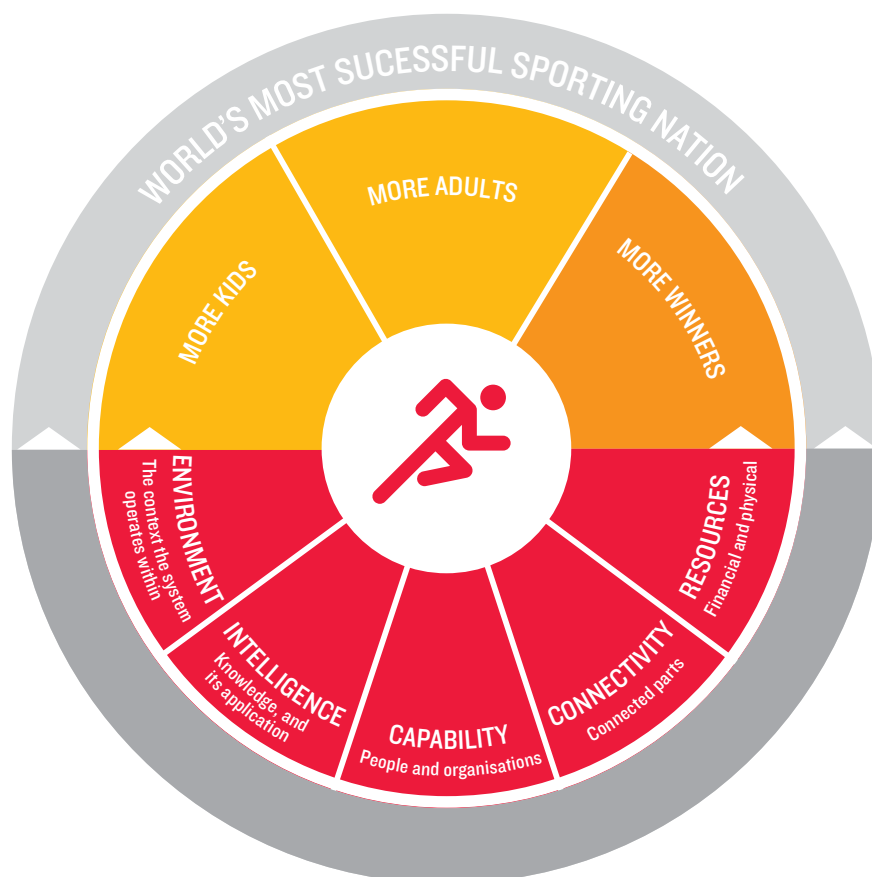 WORLD'S MOST SUCESSFUL SPORTING NATION
MORE KIDS
MORE ADULTS
MORE WINNERS
ENVIRONMENT
The context the system
operates within
INTELLIGENCE
Knowledge, and
its application
CAPABILITY
People and organisations
CONNECTIVITY
Connected parts
RESOURCES
Financial and physical